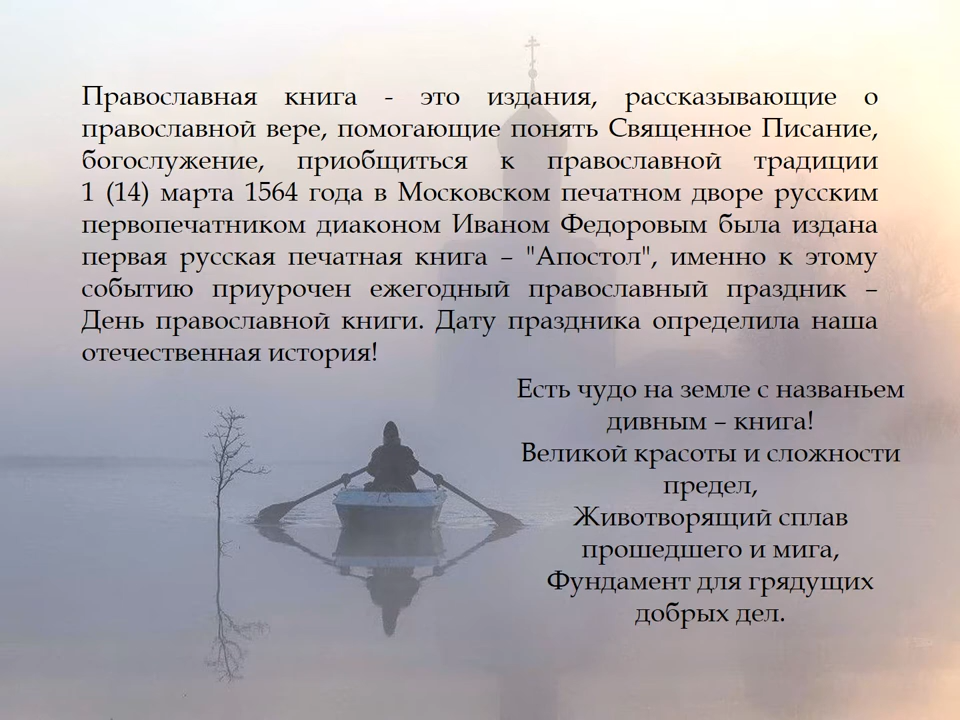 Православная книга - это издания, рассказывающие о
православной вере, помогающие понять Священное Писание,
богослужение, приобщиться к православной традиции
1 (14) марта 1564 года в Московском печатном дворе русским
первопечатником диаконом Иваном Федоровым была издана
первая русская печатная книга – "Апостол", именно к этому
событию приурочен ежегодный православный праздник –
День православной книги. Дату праздника определила наша
отечественная история!
Есть чудо на земле с названьем
дивным – книга!
Великой красоты и сложности
предел,
Животворящий сплав
прошедшего и мига,
Фундамент для грядущих
добрых дел.